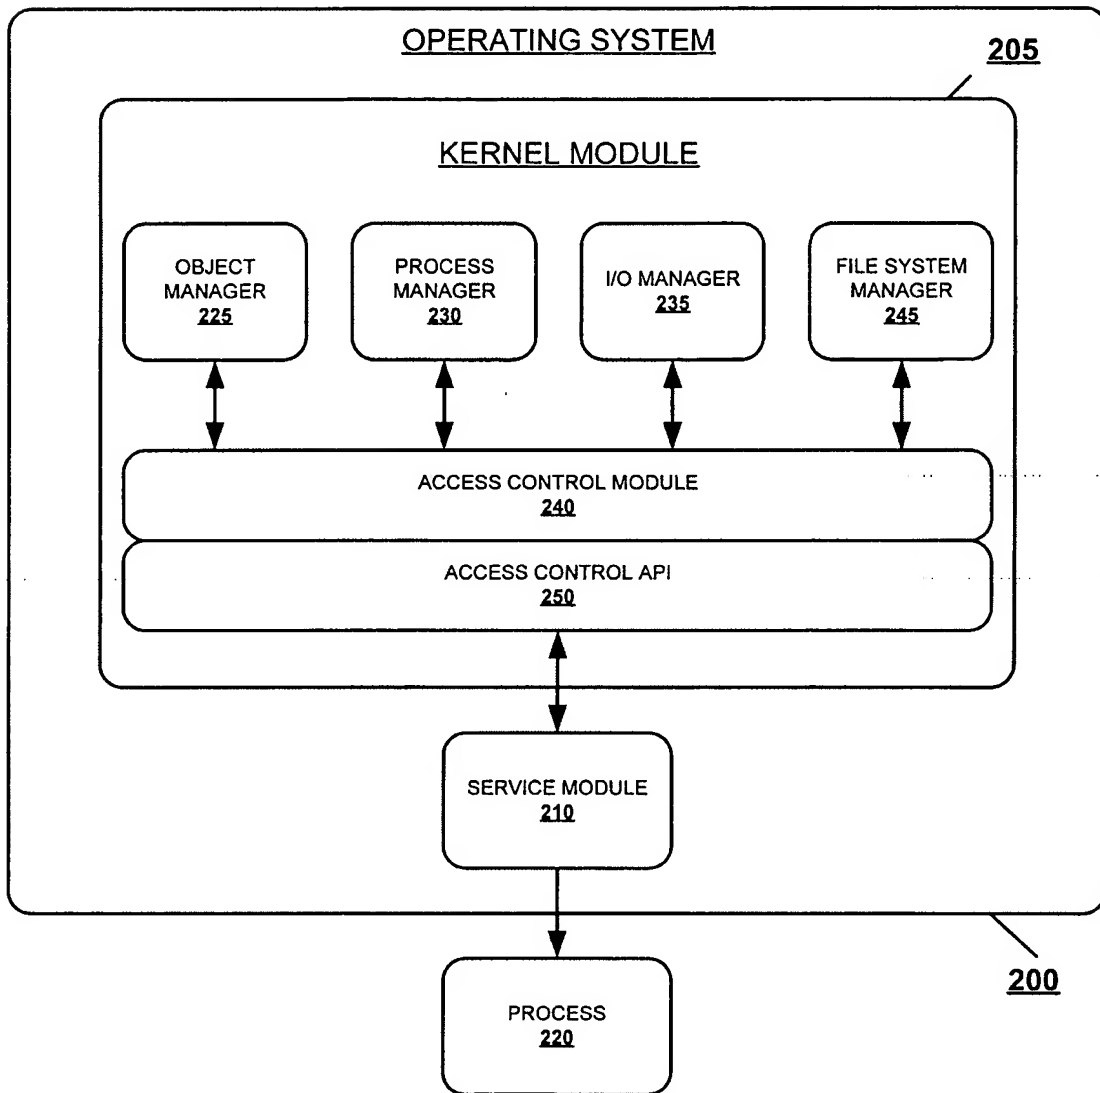 OPERATING SYSTEM
205
KERNEL MODULE
OBJECT
MANAGER
225
PROCESS
MANAGER
230
I/O MANAGER
235
FILE SYSTEM
MANAGER
245
ACCESS CONTROL MODULE
240
ACCESS CONTROL API
250
SERVICE MODULE
210
200
PROCESS
220